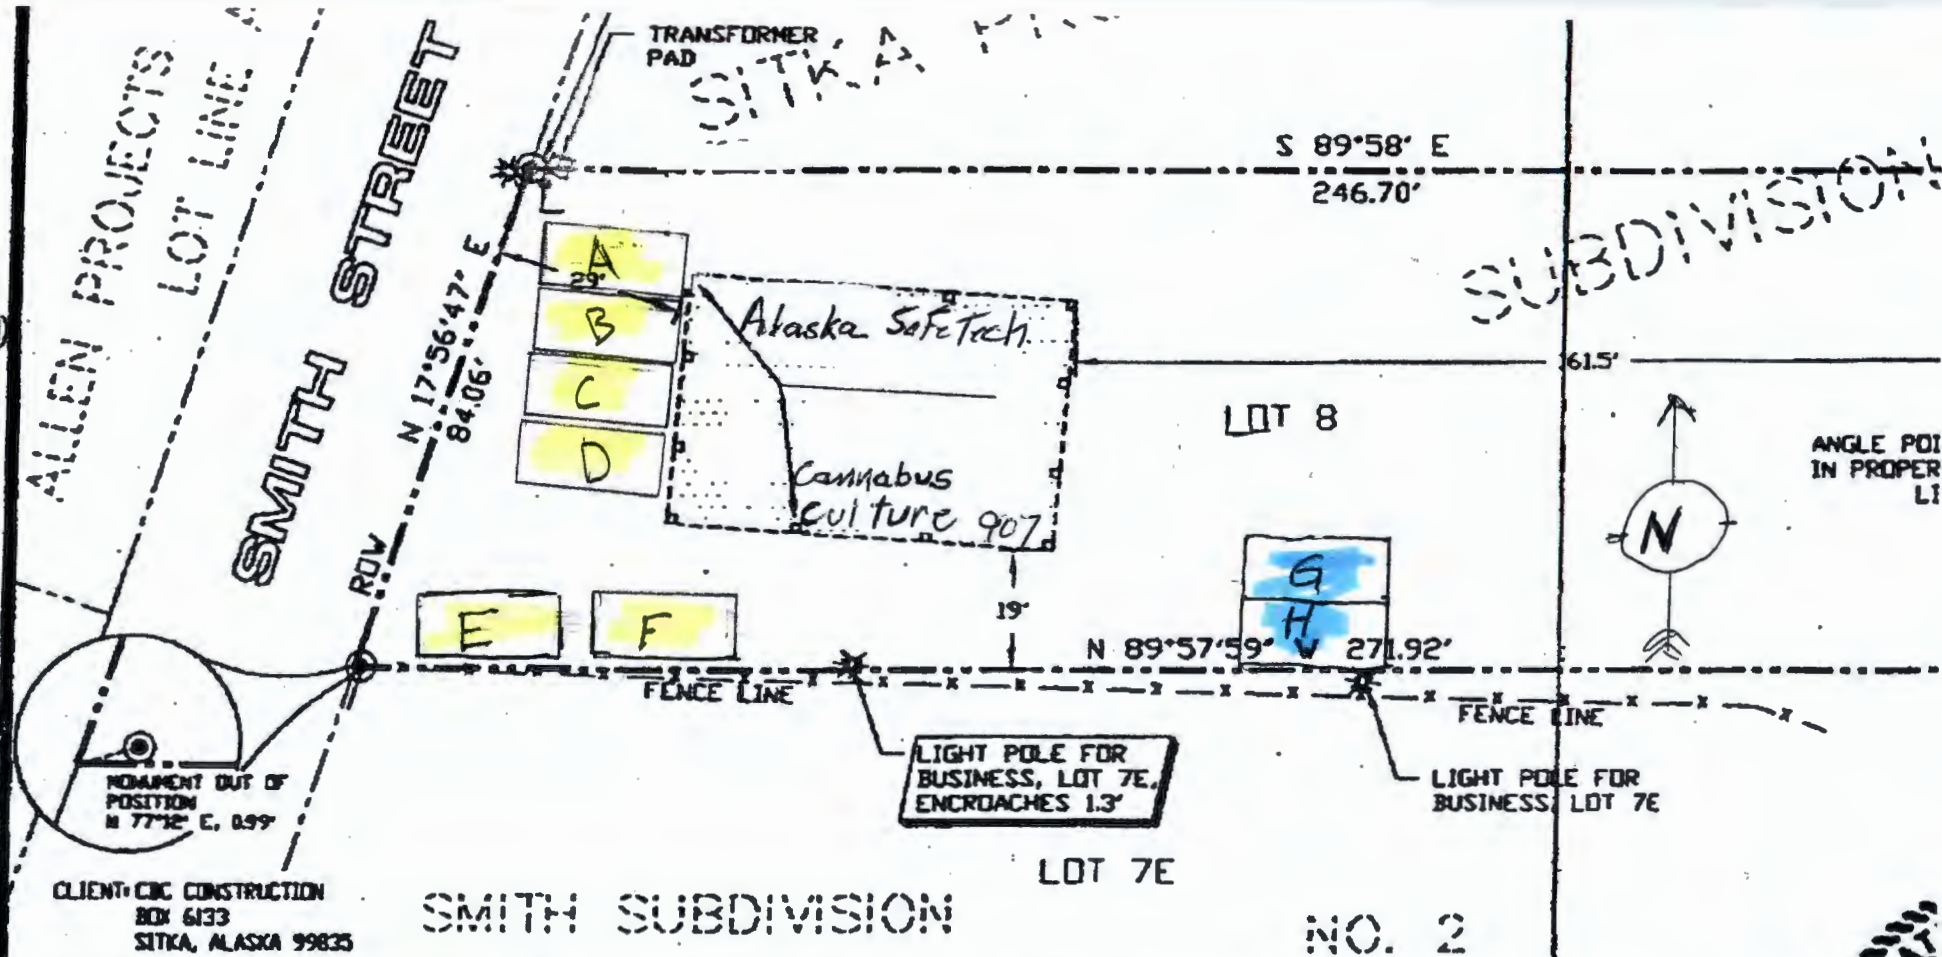 TRANSFORMER
PAD
SITKA
ALLEN PROJECTS
LOT LINE
SMITH STREET
S 89°58' E
246.70'
SUBDIVISION
N 17°56'47" E
84.06'
A
29'
B
C
D
Alaska SafeTech
Cannabus
Culture 907
61.5'
LOT 8
ANGLE POI
IN PROPER
LI
N
ROW
E
F
G
H
19'
N 89°57'59" W 271.92'
FENCE LINE
FENCE LINE
LIGHT POLE FOR
BUSINESS, LOT 7E,
ENCROACHES 1.3'
LIGHT POLE FOR
BUSINESS, LOT 7E
MONUMENT OUT OF
POSITION
N 77°12' E, 0.99'
LOT 7E
CLIENT: CBC CONSTRUCTION
BOX 6133
SITKA, ALASKA 99835
SMITH SUBDIVISION
NO. 2